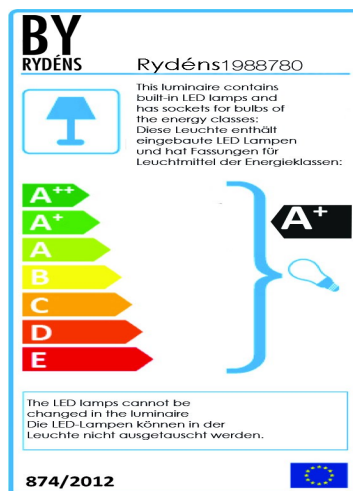 BY
RYDÉNS
Rydéns1988780
This luminaire contains
built-in LED lamps and
has sockets for bulbs of
the energy classes:
Diese Leuchte enthält
eingebaute LED Lampen
und hat Fassungen für
Leuchtmittel der Energieklassen:
A++
A+
A
B
C
D
E
A+
The LED lamps cannot be
changed in the luminaire
Die LED-Lampen können in der
Leuchte nicht ausgetauscht werden.
874/2012